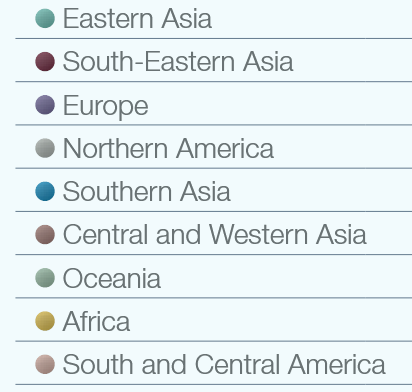 Eastern Asia
South-Eastern Asia
Europe
Northern America
Southern Asia
Central and Western Asia
Oceania
Africa
South and Central America